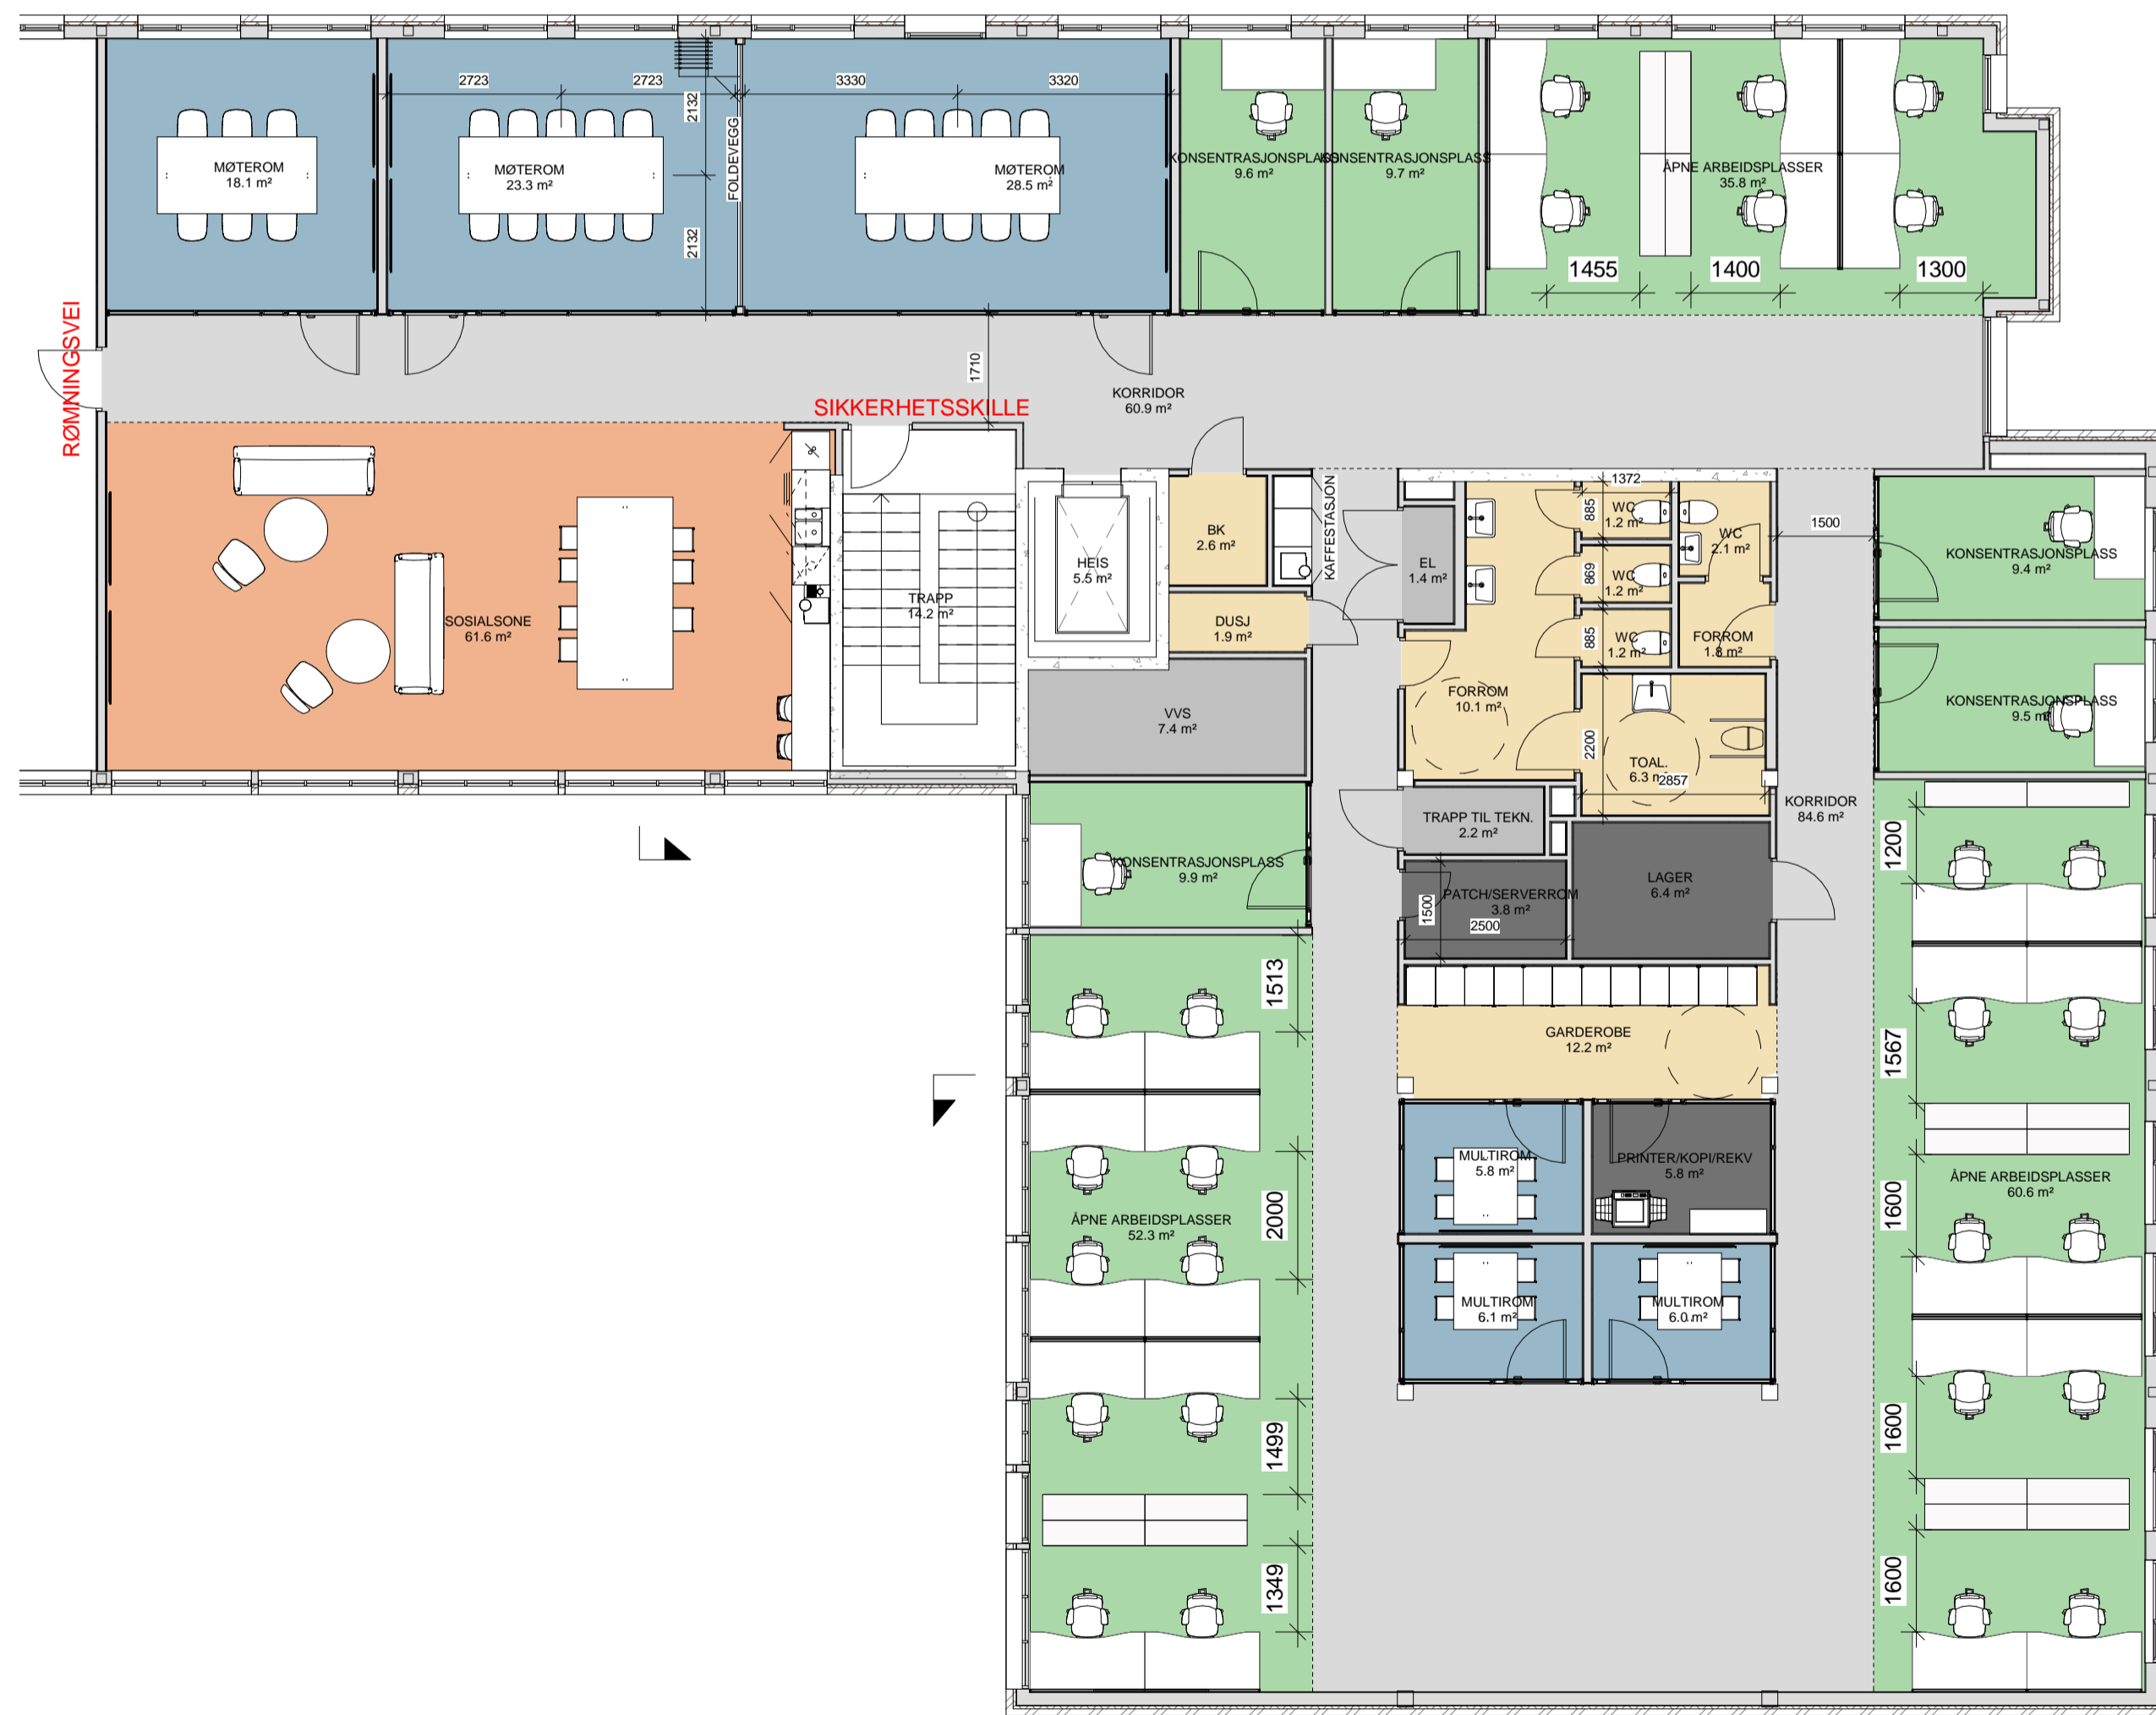 2723
2723
3330
3320
2132
2132
FOLDEVEGG
MØTEROM
18.1 m²
MØTEROM
23.3 m²
MØTEROM
28.5 m²
KONSENTRASJONSPLASS
9.6 m²
KONSENTRASJONSPLASS
9.7 m²
ÅPNE ARBEIDSPLASSER
35.8 m²
1455
1400
1300
RØMNINGSVEI
1710
KORRIDOR
60.9 m²
SIKKERHETSSKILLE
SOSIALSONE
61.6 m²
TRAPP
14.2 m²
HEIS
5.5 m²
BK
2.6 m²
KAFFESTASJON
DUSJ
1.9 m²
VVS
7.4 m²
EL
1.4 m²
1372
885
WC
1.2 m²
869
WC
1.2 m²
885
WC
1.2 m²
WC
2.1 m²
FORROM
1.8 m²
1500
KONSENTRASJONSPLASS
9.4 m²
KONSENTRASJONSPLASS
9.5 m²
FORROM
10.1 m²
2200
TOAL.
6.3 m²
2857
KORRIDOR
84.6 m²
TRAPP TIL TEKN.
2.2 m²
KONSENTRASJONSPLASS
9.9 m²
PATCH/SERVERROM
3.8 m²
1500
2500
LAGER
6.4 m²
GARDEROBE
12.2 m²
1513
2000
1499
1349
ÅPNE ARBEIDSPLASSER
52.3 m²
MULTIROM
5.8 m²
PRINTER/KOPI/REKV
5.8 m²
MULTIROM
6.1 m²
MULTIROM
6.0 m²
1200
1567
1600
1600
1600
ÅPNE ARBEIDSPLASSER
60.6 m²